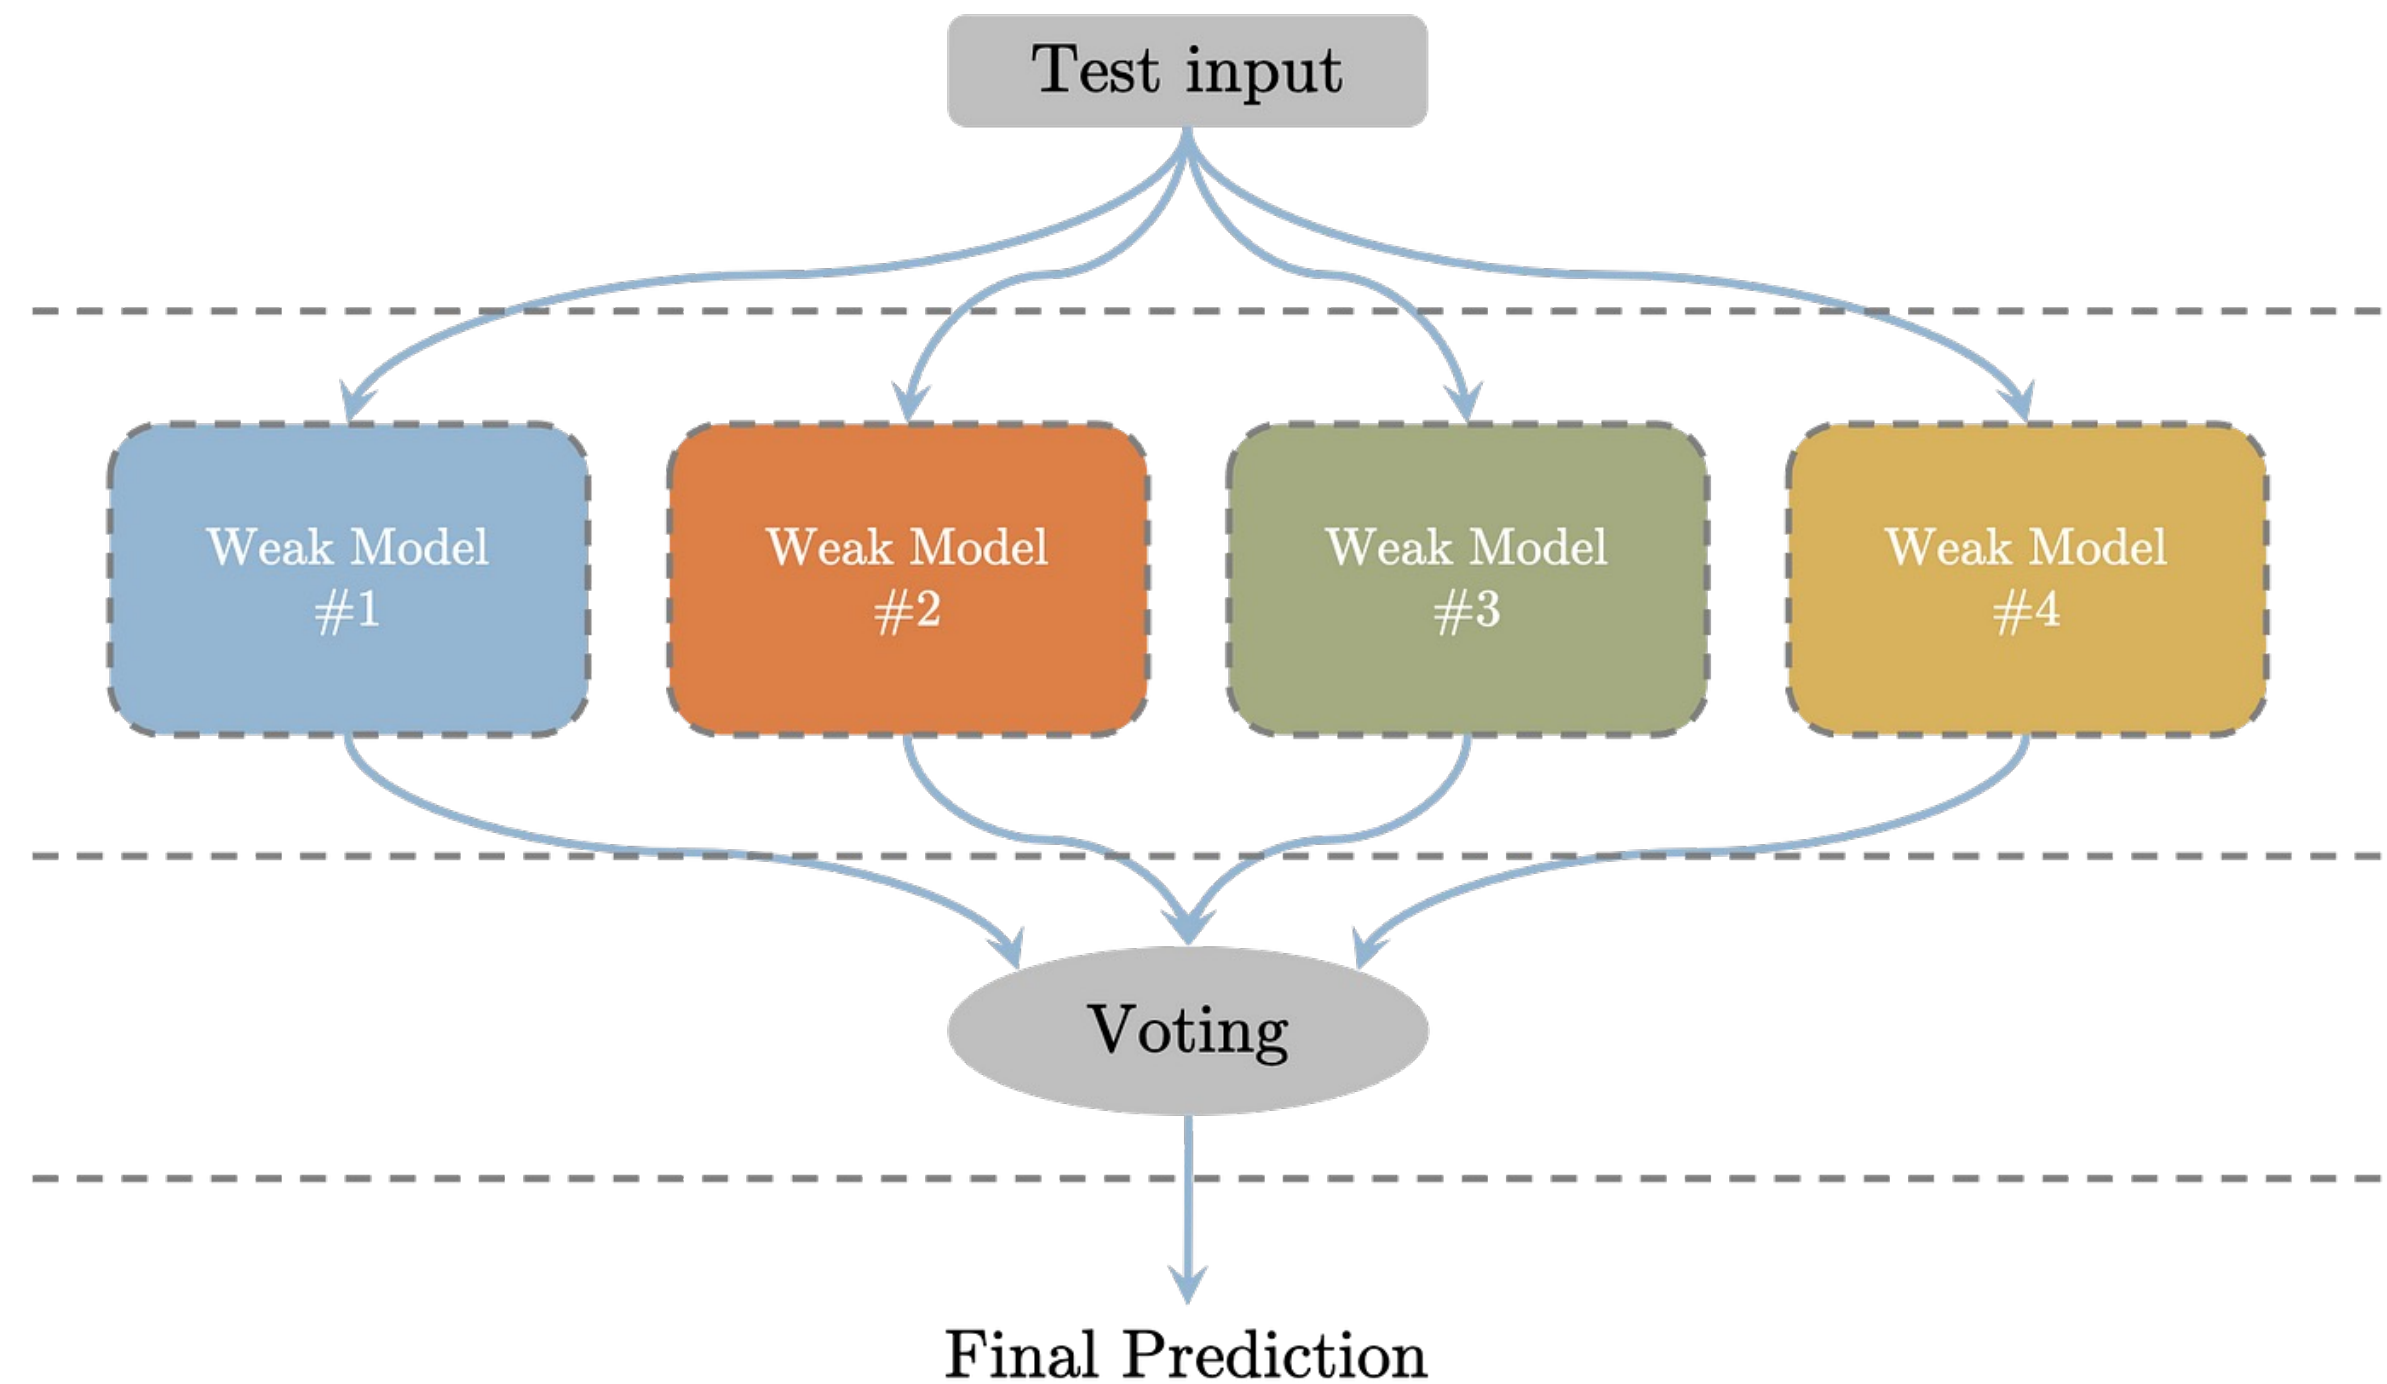 Test input
Weak Model
#1
Weak Model
#2
Weak Model
#3
Weak Model
#4
Voting
Final Prediction